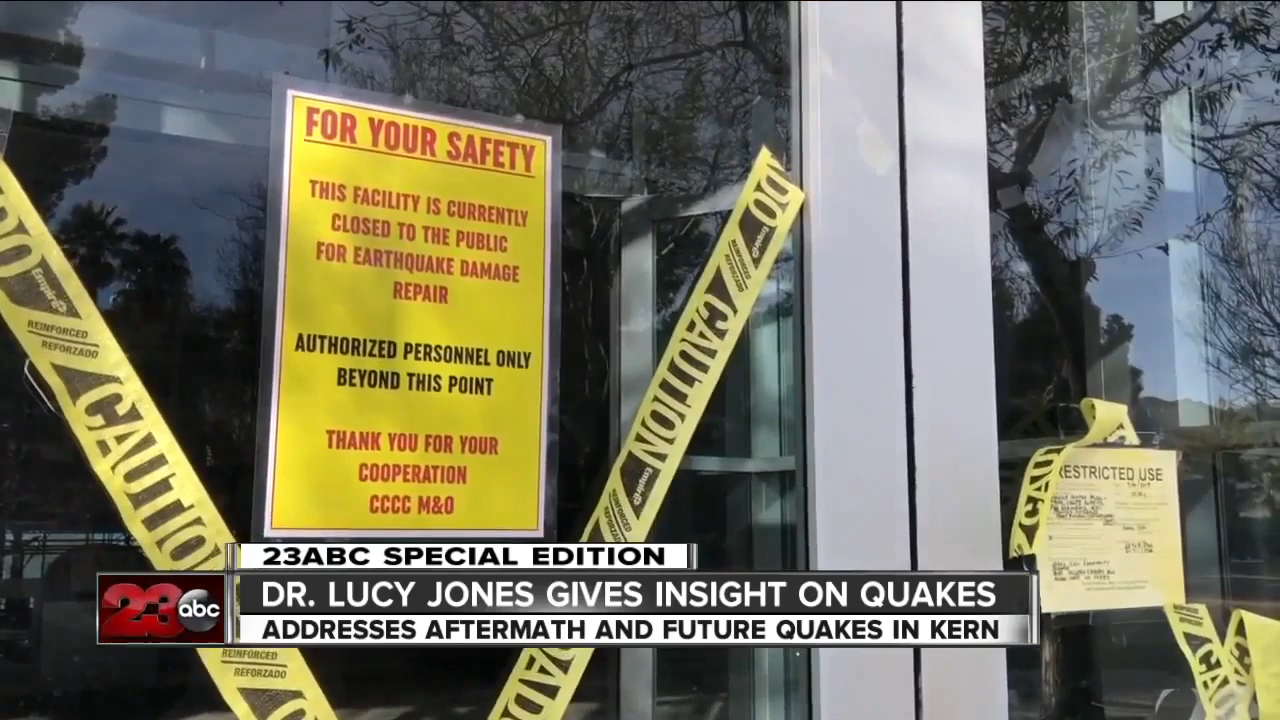 FOR YOUR SAFETY
THIS FACILITY IS CURRENTLY
CLOSED TO THE PUBLIC
FOR EARTHQUAKE DAMAGE
REPAIR
AUTHORIZED PERSONNEL ONLY
BEYOND THIS POINT
THANK YOU FOR YOUR
COOPERATION
CCCC M&O
Empire
REINFORCED
REFORZADO
CAUTION
REINFORCED
REFORZADO
Empire
REINFORCED
REFORZADO
CAUTION
Empire
REINFORCED
REFORZADO
RESTRICTED USE
23ABC SPECIAL EDITION
23 abc
DR. LUCY JONES GIVES INSIGHT ON QUAKES
ADDRESSES AFTERMATH AND FUTURE QUAKES IN KERN